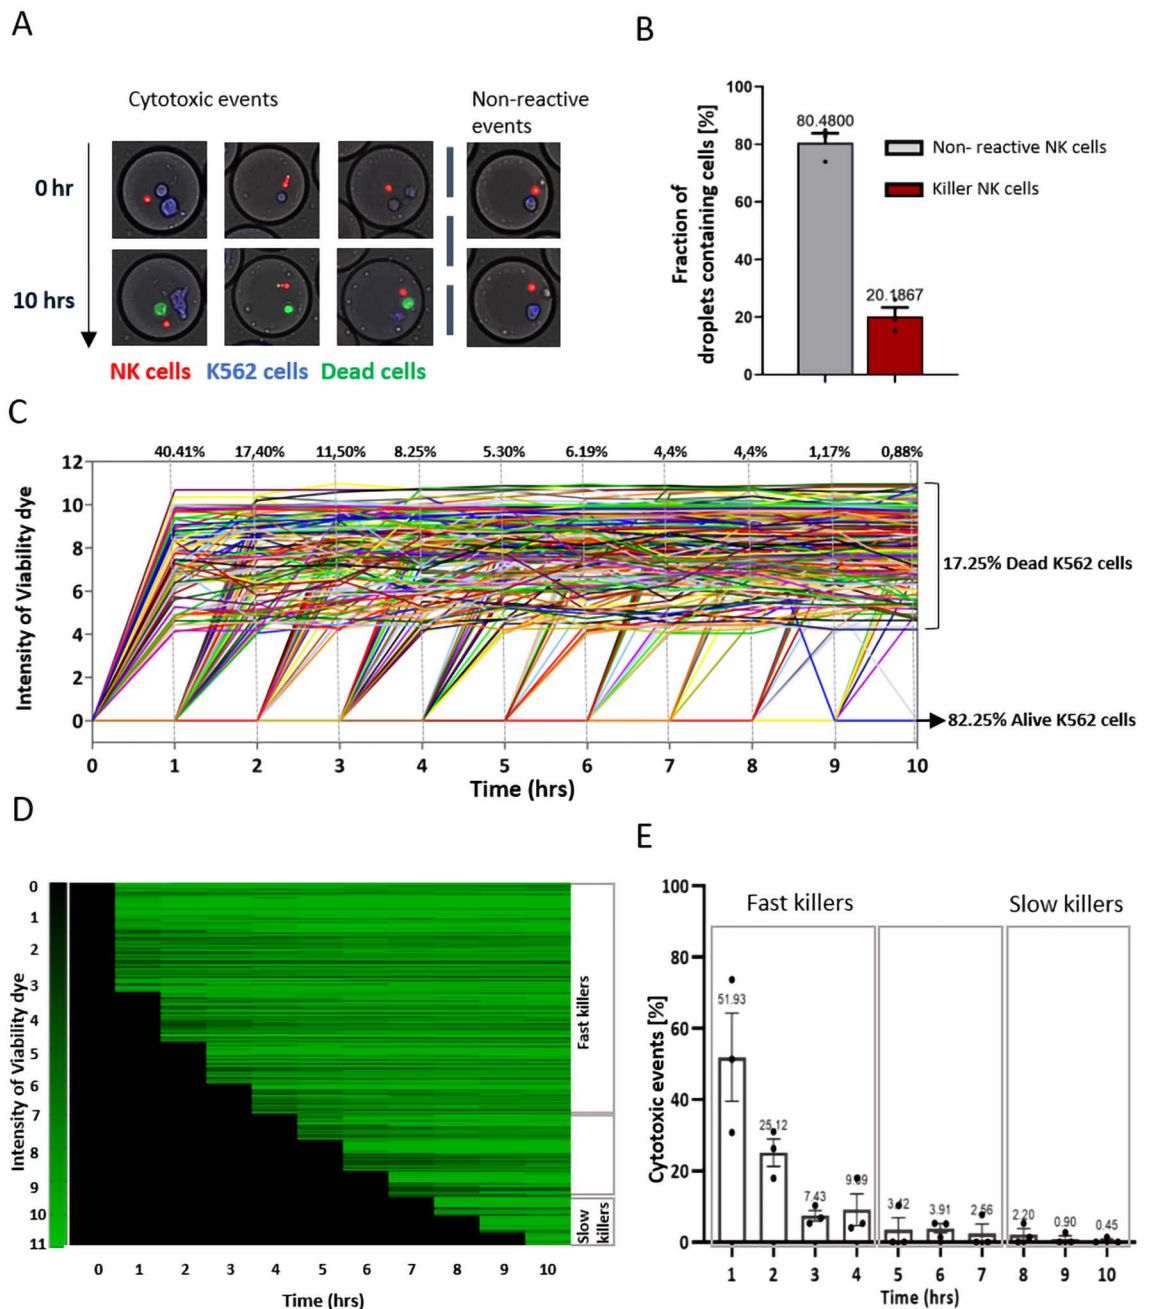 A
Cytotoxic events
Non-reactive
events
0 hr
10 hrs
NK cells K562 cells Dead cells
B
Fraction of
droplets containing cells [%]
100
80
60
40
20
0
80.4800
20.1867
Non- reactive NK cells
Killer NK cells
C
40.41% 17,40% 11,50% 8.25% 5.30% 6.19% 4,4% 4,4% 1,17% 0,88%
Intensity of Viability dye
12
10
8
6
4
2
0
17.25% Dead K562 cells
82.25% Alive K562 cells
0 1 2 3 4 5 6 7 8 9 10
Time (hrs)
D
Intensity of Viability dye
0
1
2
3
4
5
6
7
8
9
10
11
Fast killers
Slow
killers
0 1 2 3 4 5 6 7 8 9 10
Time (hrs)
E
Cytotoxic events [%]
100
80
60
40
20
0
Fast killers
Slow killers
51.93
25.12
7.43
3.42
3.91
2.56
2.20
0.90
0.45
1 2 3 4 5 6 7 8 9 10
Time (hrs)